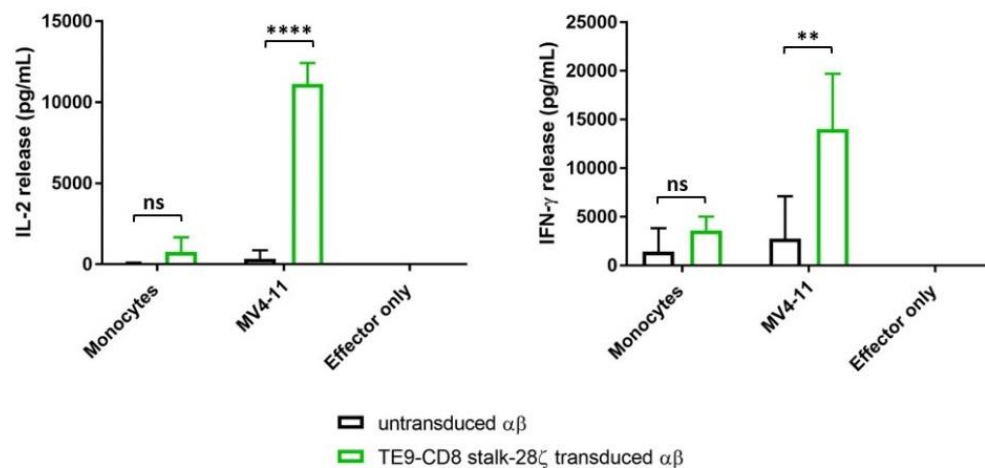 IL-2 release (pg/mL)
15000
10000
5000
0
ns
****
Monocytes
MV4-11
Effector only
IFN-γ release (pg/mL)
25000
20000
15000
10000
5000
0
ns
**
Monocytes
MV4-11
Effector only
untransduced αβ
TE9-CD8 stalk-28ζ transduced αβ